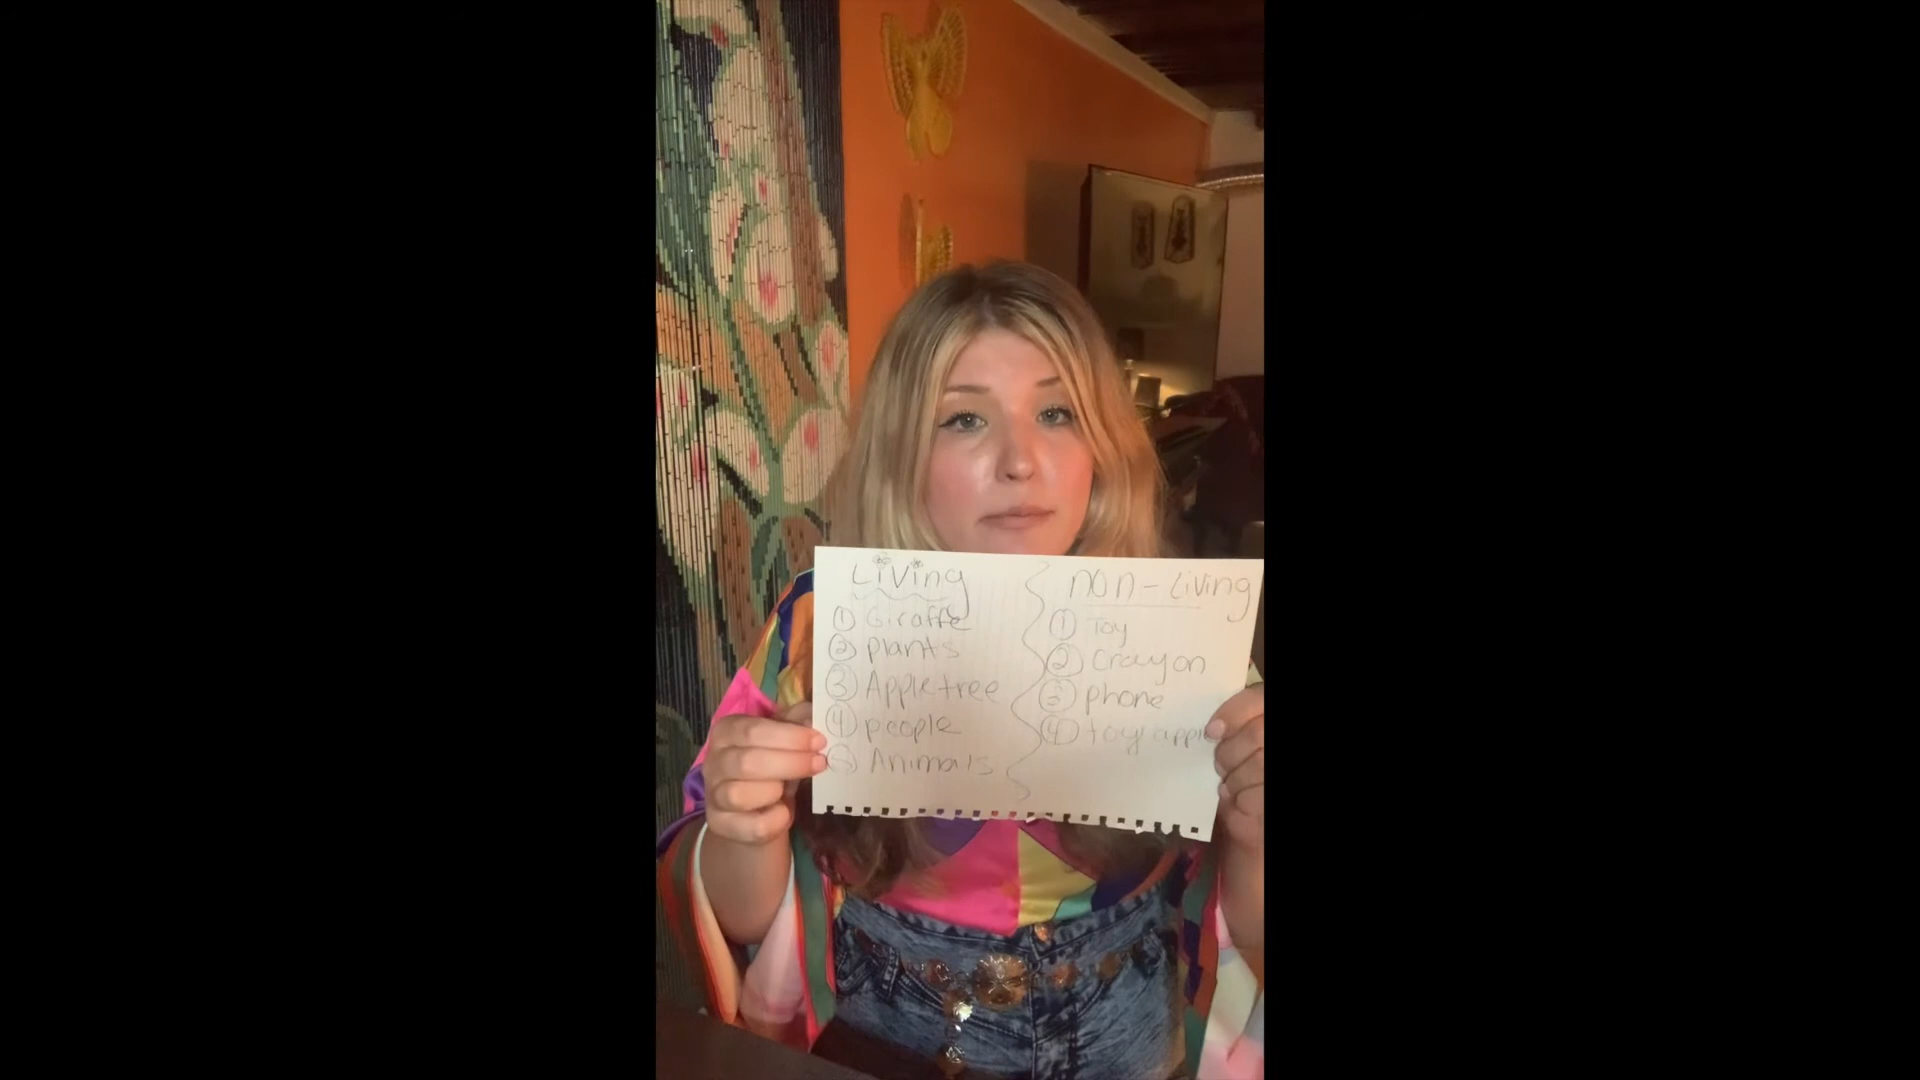 Living
① Giraffe
② plants
③ Apple tree
④ people
⑤ Animals
non-Living
① Toy
② Crayon
③ phone
④ toy apple